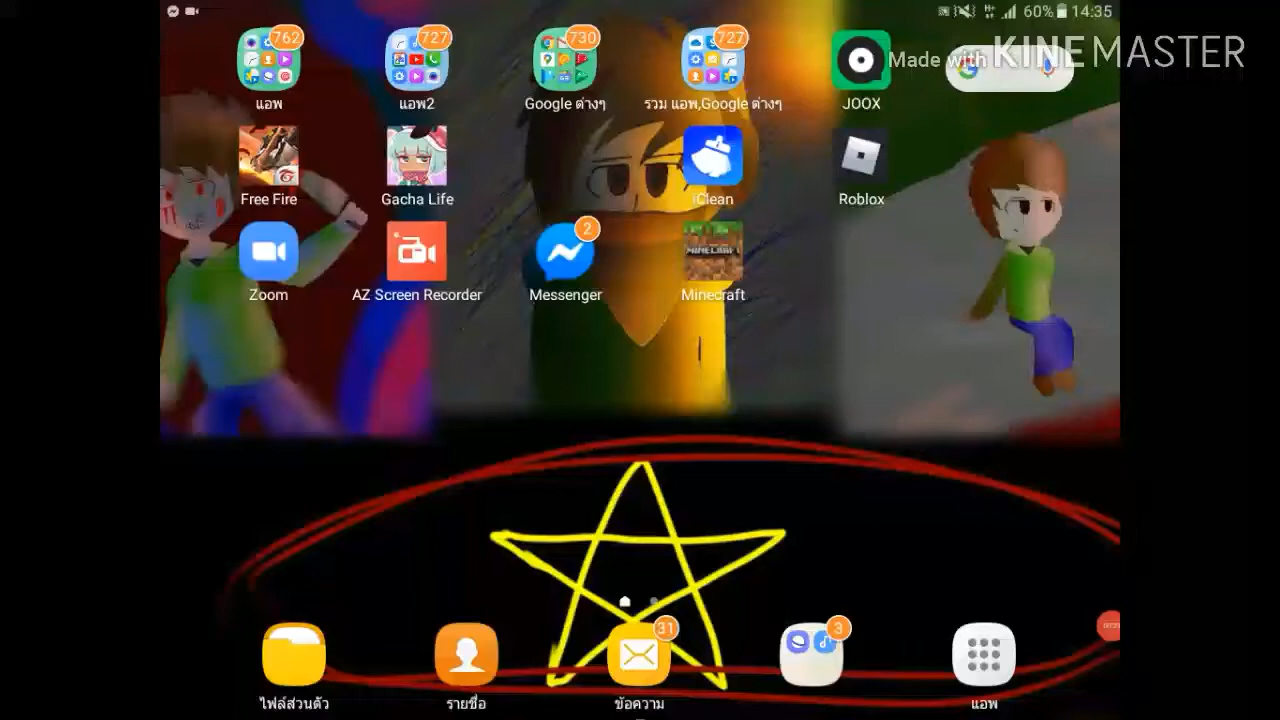 60% 14:35
Made with KINEMASTER
762 727 730 727
แอพ แอพ2 Google ต่างๆ รวม แอพ,Google ต่างๆ JOOX
Free Fire Gacha Life iClean Roblox
2
MINECRAFT
Zoom AZ Screen Recorder Messenger Minecraft
31 3
ไฟล์ส่วนตัว รายชื่อ ข้อความ แอพ